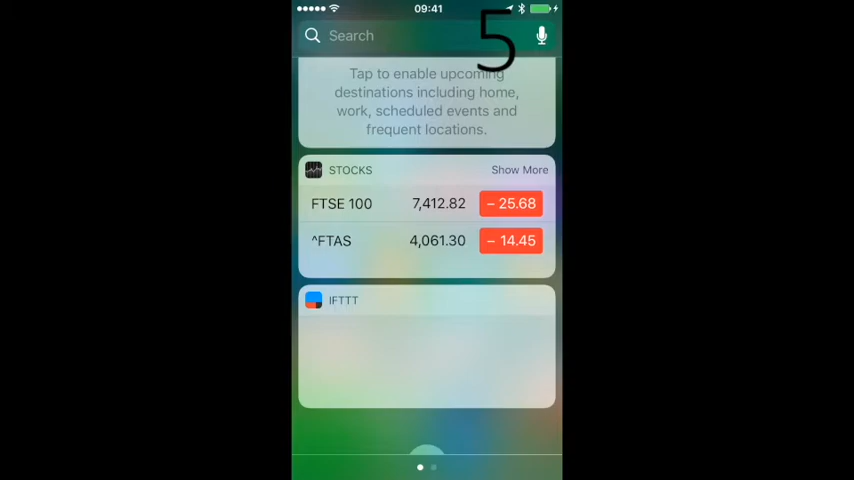 09:41
Search
5
Tap to enable upcoming
destinations including home,
work, scheduled events and
frequent locations.
STOCKS Show More
FTSE 100 7,412.82 – 25.68
^FTAS 4,061.30 – 14.45
IFTTT